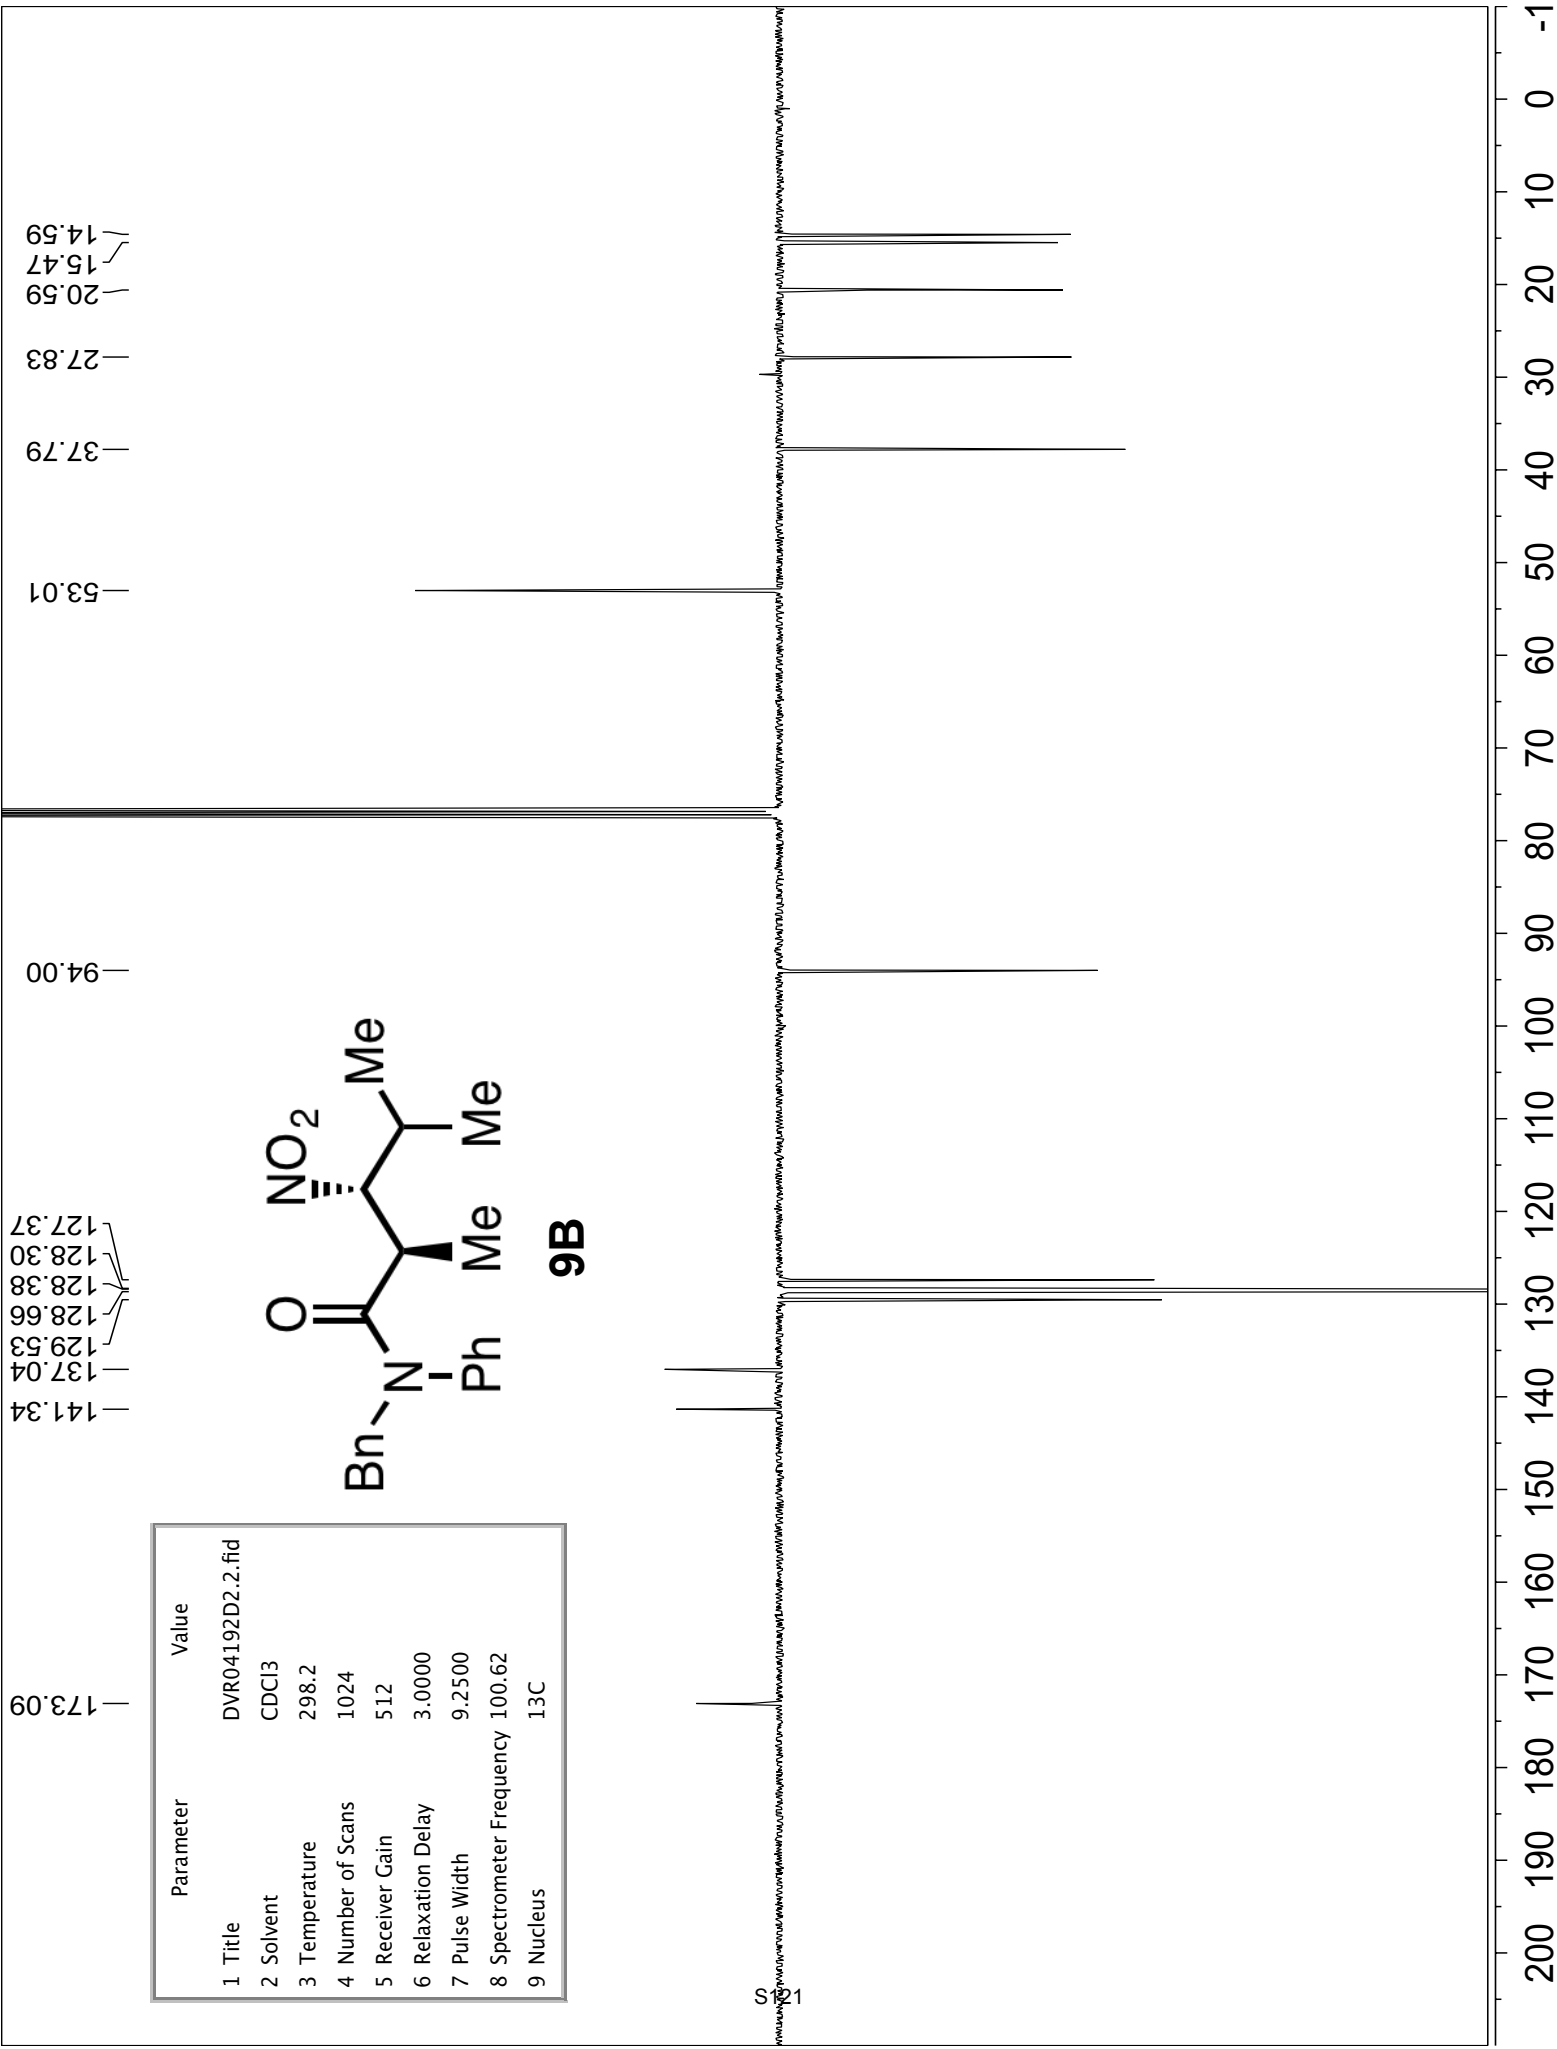 173.09
141.34
137.04
129.53
128.66
128.38
128.30
127.37
94.00
53.01
37.79
27.83
20.59
15.47
14.59
Parameter Value
1 Title DVR04192D2.2.fid
2 Solvent CDCl3
3 Temperature 298.2
4 Number of Scans 1024
5 Receiver Gain 512
6 Relaxation Delay 3.0000
7 Pulse Width 9.2500
8 Spectrometer Frequency 100.62
9 Nucleus 13C
O NO2
Bn N Me
Ph Me Me
9B
200 190 180 170 160 150 140 130 120 110 100 90 80 70 60 50 40 30 20 10 0 -1
S121